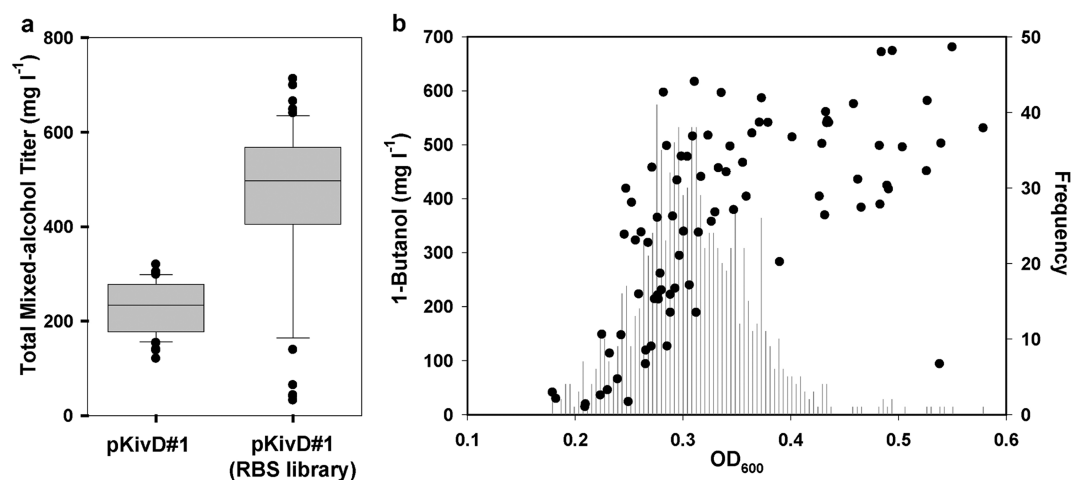 a
Total Mixed-alcohol Titer (mg l⁻¹)
800
600
400
200
0
pKivD#1
pKivD#1
(RBS library)
b
1-Butanol (mg l⁻¹)
700
600
500
400
300
200
100
0
0.1
0.2
0.3
0.4
0.5
0.6
OD₆₀₀
50
40
30
20
10
0
Frequency